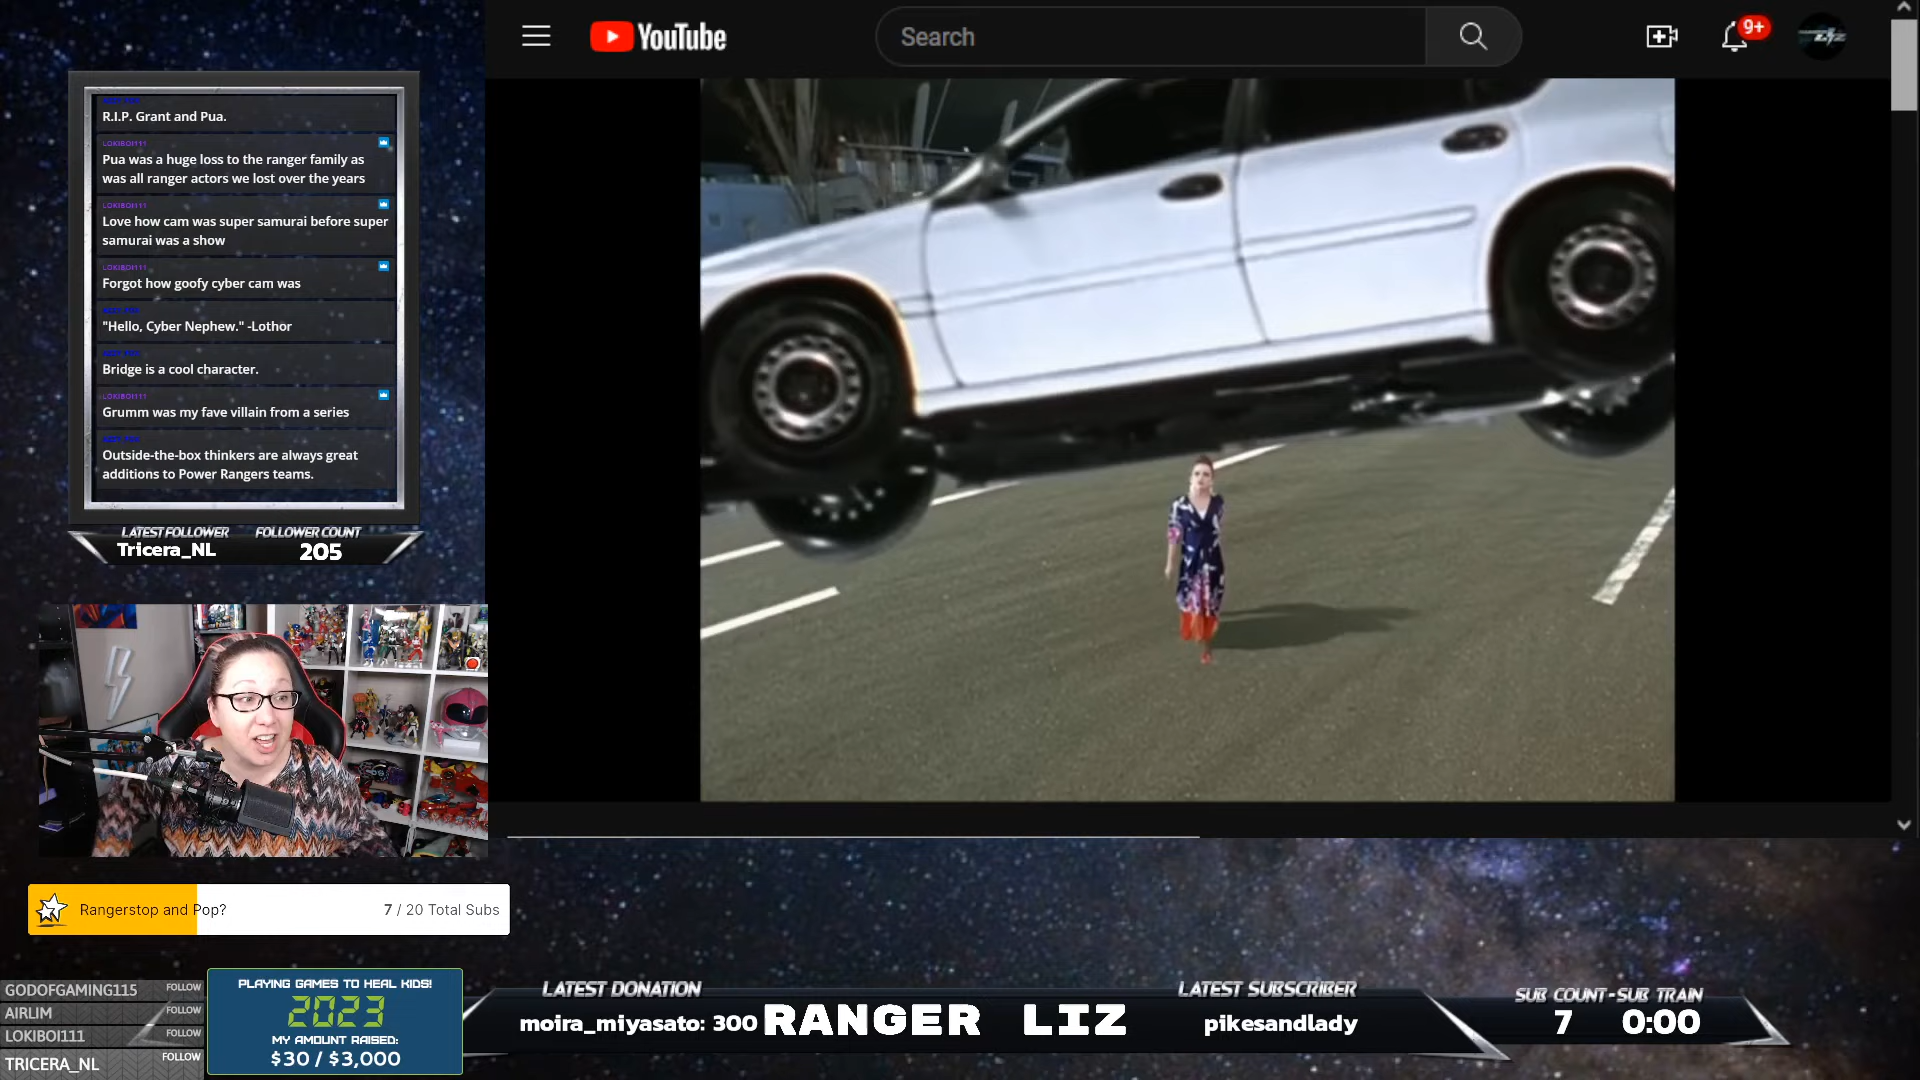 YouTube
Search
9+
R.I.P. Grant and Pua.
LOKIBOI111
Pua was a huge loss to the ranger family as
was all ranger actors we lost over the years
LOKIBOI111
Love how cam was super samurai before super
samurai was a show
LOKIBOI111
Forgot how goofy cyber cam was
"Hello, Cyber Nephew." -Lothor
Bridge is a cool character.
LOKIBOI111
Grumm was my fave villain from a series
Outside-the-box thinkers are always great
additions to Power Rangers teams.
LATEST FOLLOWER
Tricera_NL
FOLLOWER COUNT
205
Rangerstop and Pop?
7 / 20 Total Subs
GODOFGAMING115 FOLLOW
AIRLIM FOLLOW
LOKIBOI111 FOLLOW
TRICERA_NL FOLLOW
PLAYING GAMES TO HEAL KIDS!
2023
MY AMOUNT RAISED:
$30 / $3,000
LATEST DONATION
moira_miyasato: 300
RANGER LIZ
LATEST SUBSCRIBER
pikesandlady
SUB COUNT-SUB TRAIN
7 0:00